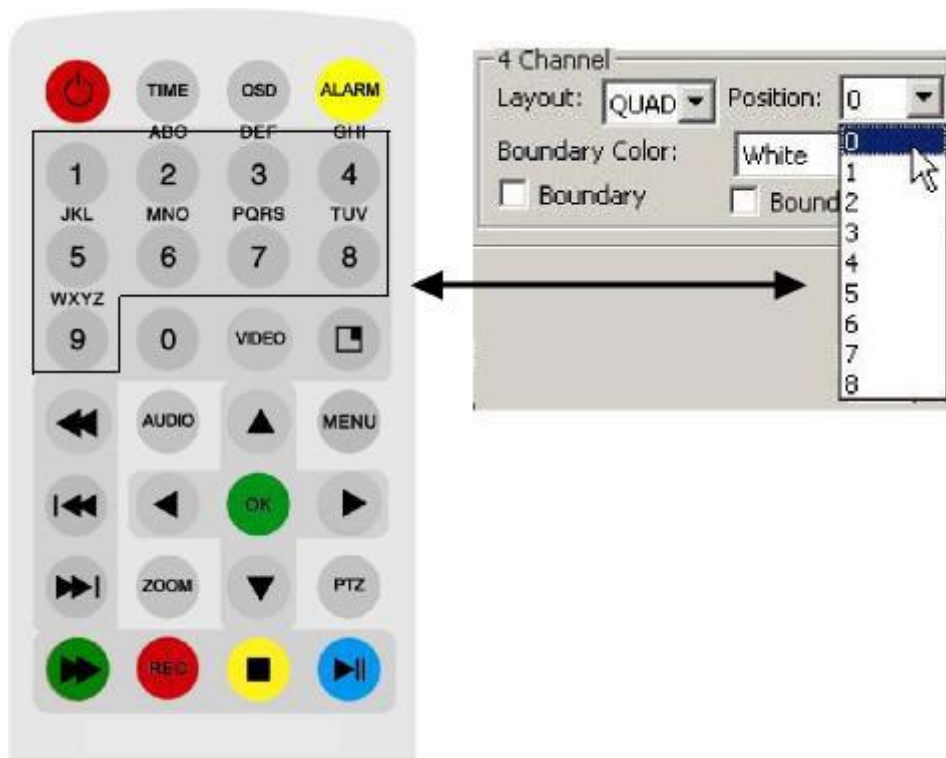 TIME OSD ALARM
ABC DEF GHI
1 2 3 4
JKL MNO PQRS TUV
5 6 7 8
WXYZ
9 0 VIDEO
AUDIO MENU
OK
ZOOM PTZ
REC
4 Channel
Layout: QUAD Position: 0
Boundary Color: White
Boundary Bound
0
1
2
3
4
5
6
7
8